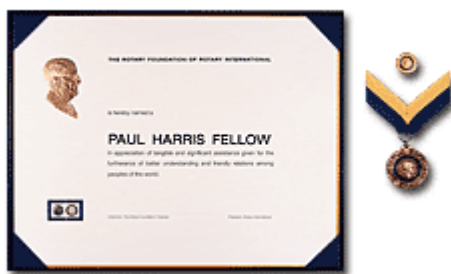 THE ROTARY FOUNDATION OF ROTARY INTERNATIONAL
is hereby named a
PAUL HARRIS FELLOW
in appreciation of tangible and significant assistance given for the
furtherance of better understanding and friendly relations among
peoples of the world.